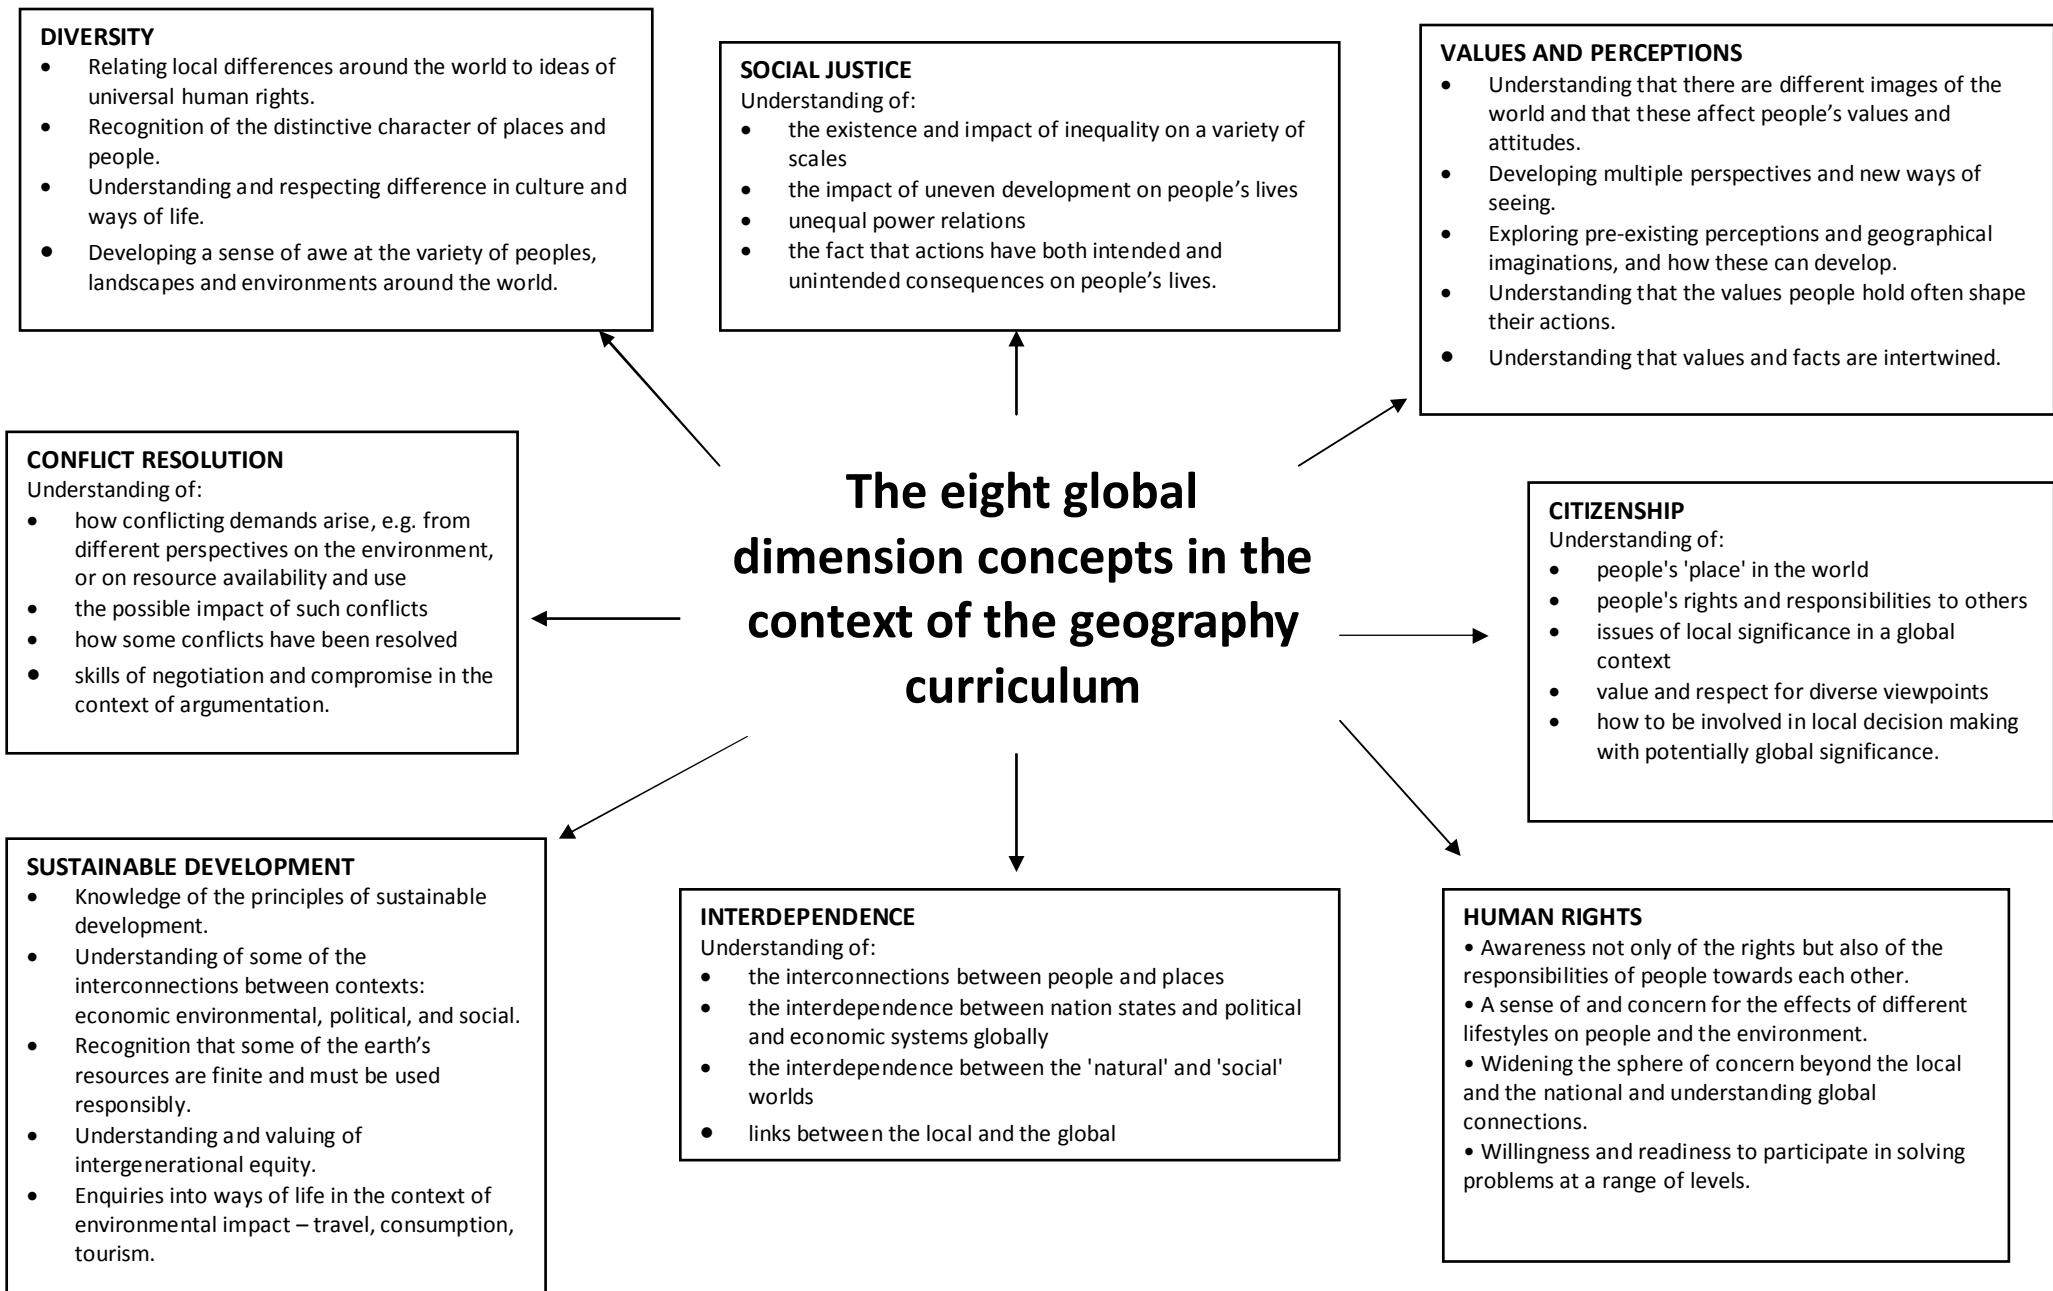 DIVERSITY
• Relating local differences around the world to ideas of
universal human rights.
• Recognition of the distinctive character of places and
people.
• Understanding and respecting difference in culture and
ways of life.
• Developing a sense of awe at the variety of peoples,
landscapes and environments around the world.
SOCIAL JUSTICE
Understanding of:
• the existence and impact of inequality on a variety of
scales
• the impact of uneven development on people’s lives
• unequal power relations
• the fact that actions have both intended and
unintended consequences on people’s lives.
VALUES AND PERCEPTIONS
• Understanding that there are different images of the
world and that these affect people’s values and
attitudes.
• Developing multiple perspectives and new ways of
seeing.
• Exploring pre-existing perceptions and geographical
imaginations, and how these can develop.
• Understanding that the values people hold often shape
their actions.
• Understanding that values and facts are intertwined.
CONFLICT RESOLUTION
Understanding of:
• how conflicting demands arise, e.g. from
different perspectives on the environment,
or on resource availability and use
• the possible impact of such conflicts
• how some conflicts have been resolved
• skills of negotiation and compromise in the
context of argumentation.
The eight global
dimension concepts in the
context of the geography
curriculum
CITIZENSHIP
Understanding of:
• people's 'place' in the world
• people's rights and responsibilities to others
• issues of local significance in a global
context
• value and respect for diverse viewpoints
• how to be involved in local decision making
with potentially global significance.
SUSTAINABLE DEVELOPMENT
• Knowledge of the principles of sustainable
development.
• Understanding of some of the
interconnections between contexts:
economic environmental, political, and social.
• Recognition that some of the earth’s
resources are finite and must be used
responsibly.
• Understanding and valuing of
intergenerational equity.
• Enquiries into ways of life in the context of
environmental impact – travel, consumption,
tourism.
INTERDEPENDENCE
Understanding of:
• the interconnections between people and places
• the interdependence between nation states and political
and economic systems globally
• the interdependence between the 'natural' and 'social'
worlds
• links between the local and the global
HUMAN RIGHTS
• Awareness not only of the rights but also of the
responsibilities of people towards each other.
• A sense of and concern for the effects of different
lifestyles on people and the environment.
• Widening the sphere of concern beyond the local
and the national and understanding global
connections.
• Willingness and readiness to participate in solving
problems at a range of levels.